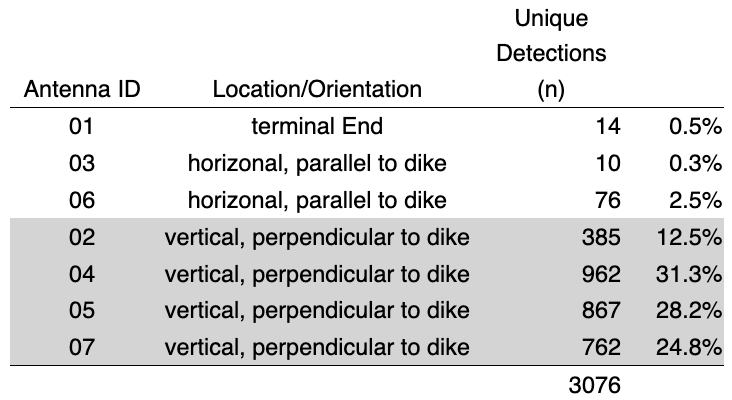 Unique
Detections
Antenna ID Location/Orientation (n)
01 terminal End 14 0.5%
03 horizonal, parallel to dike 10 0.3%
06 horizonal, parallel to dike 76 2.5%
02 vertical, perpendicular to dike 385 12.5%
04 vertical, perpendicular to dike 962 31.3%
05 vertical, perpendicular to dike 867 28.2%
07 vertical, perpendicular to dike 762 24.8%
3076